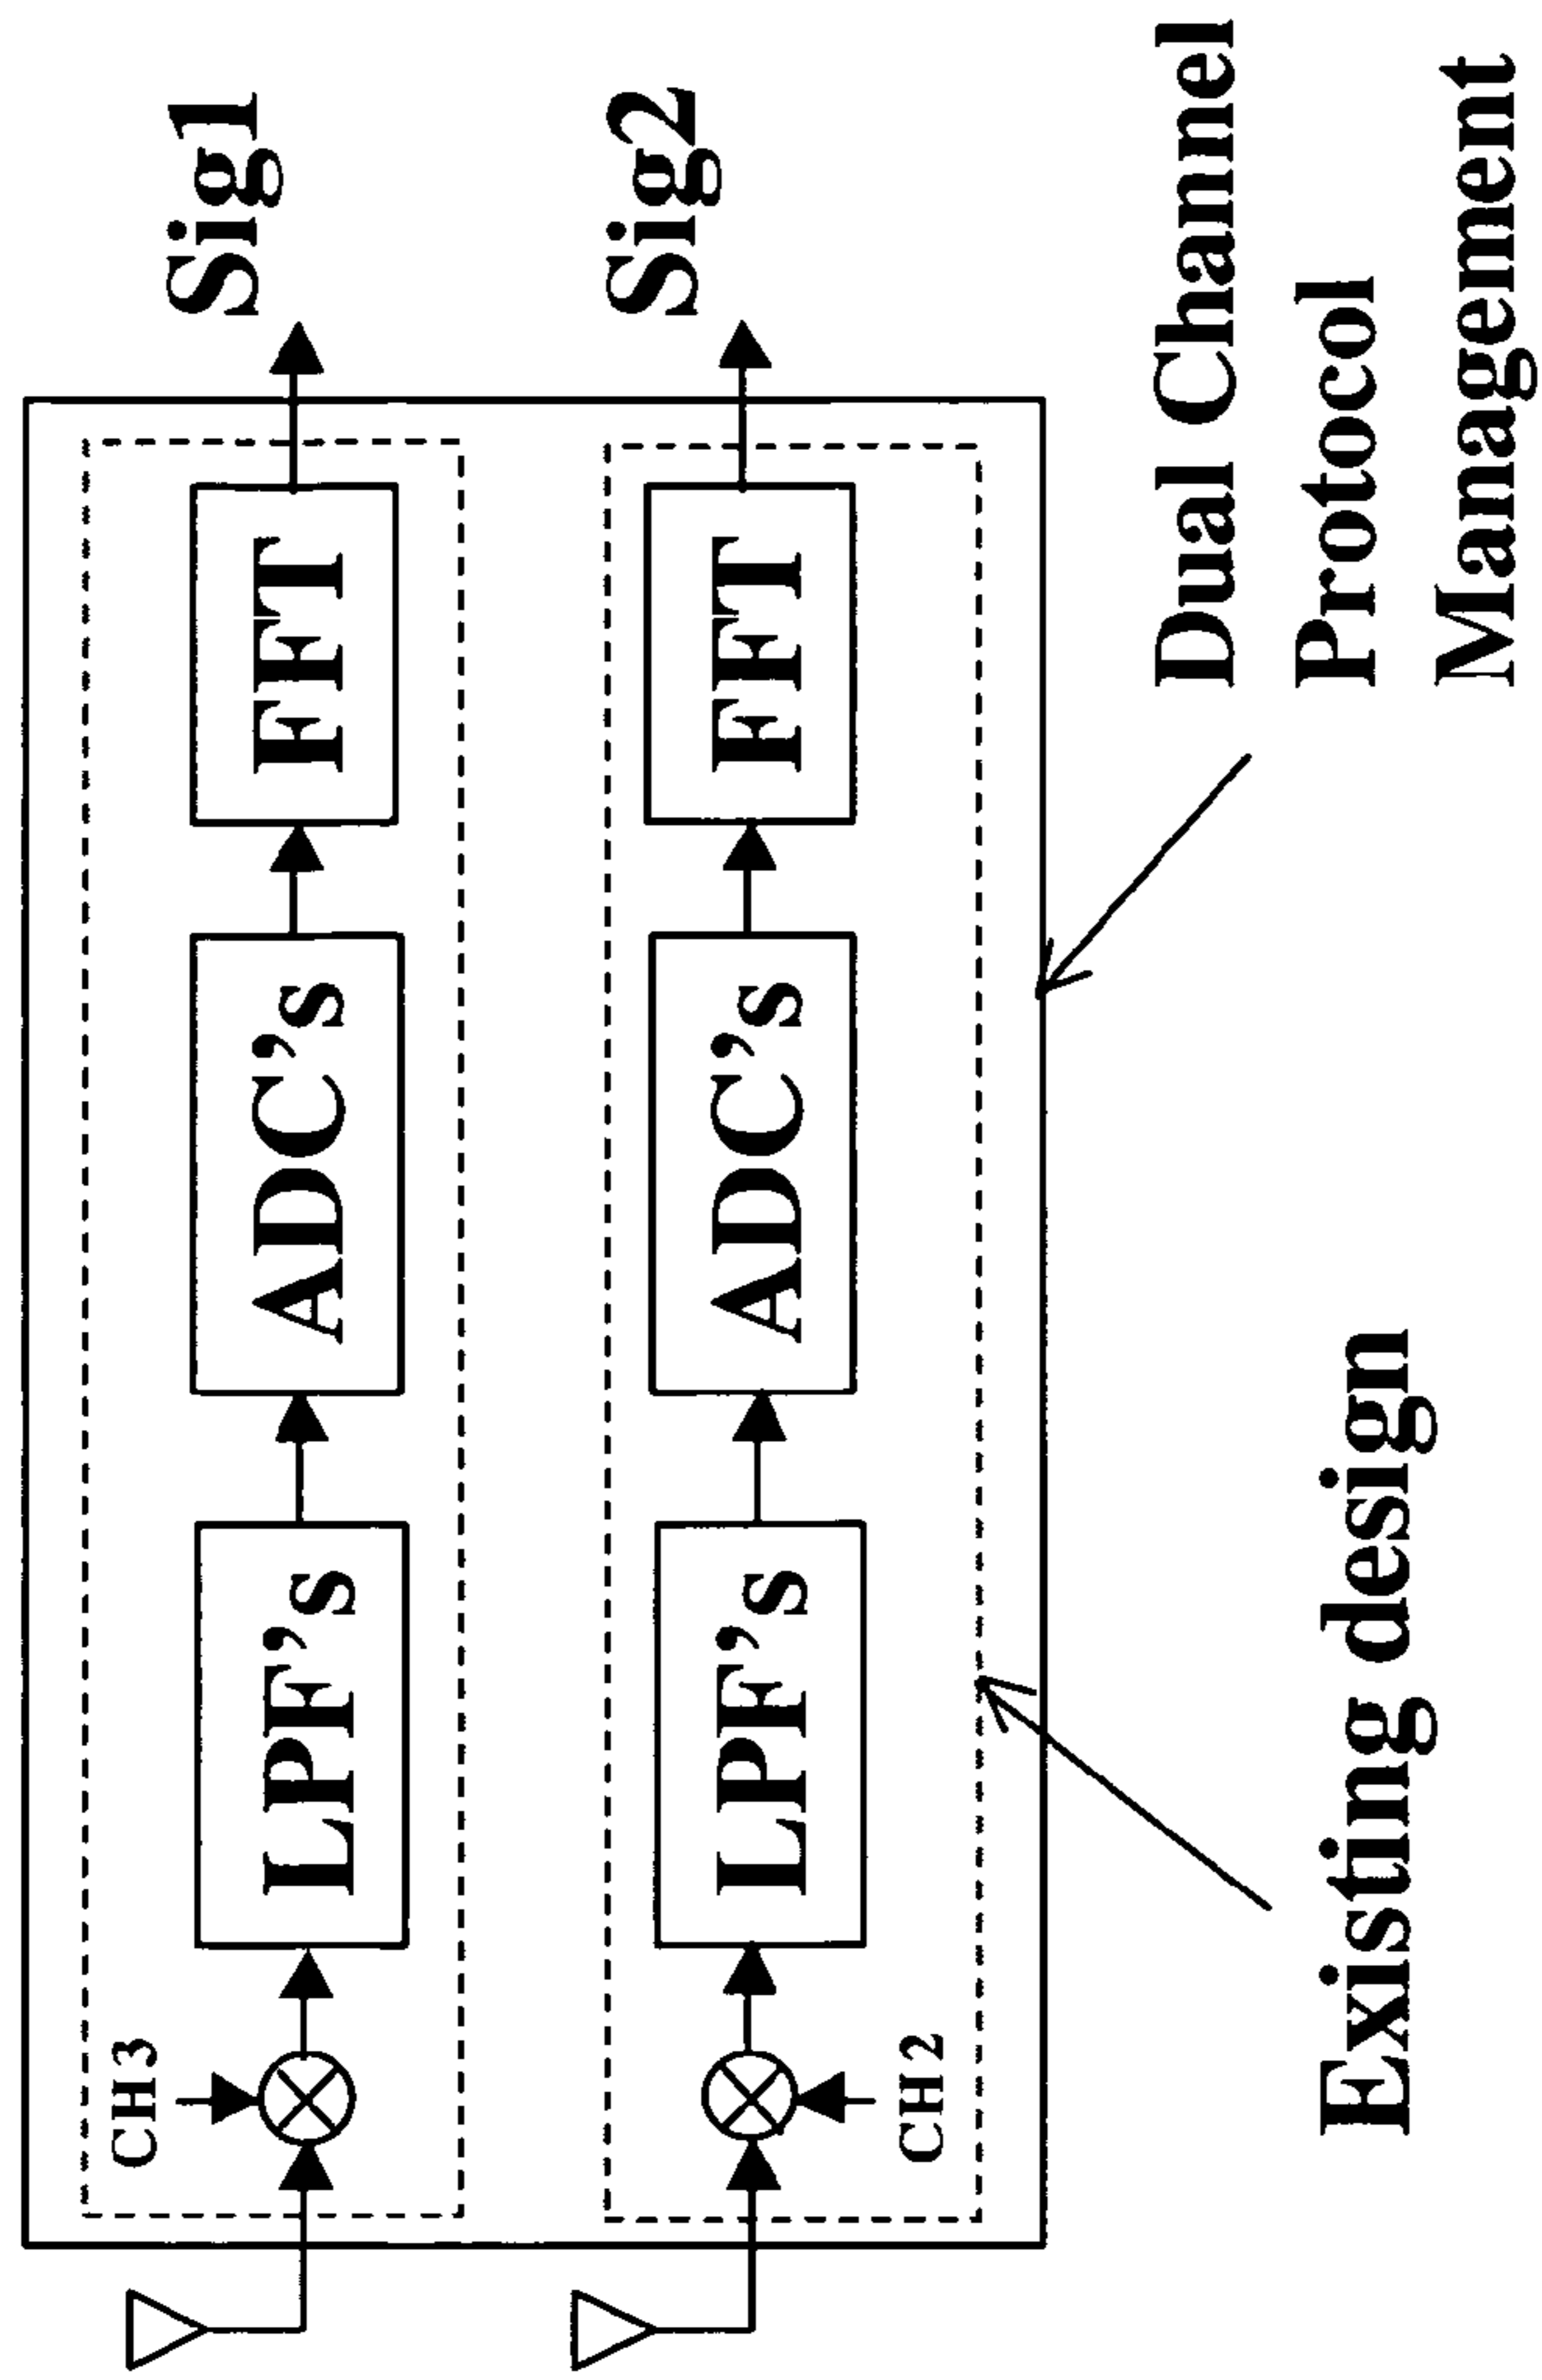 CH3
LPF's
ADC's
FFT
Sig1
CH2
LPF's
ADC's
FFT
Sig2
Existing design
Dual Channel
Protocol
Management